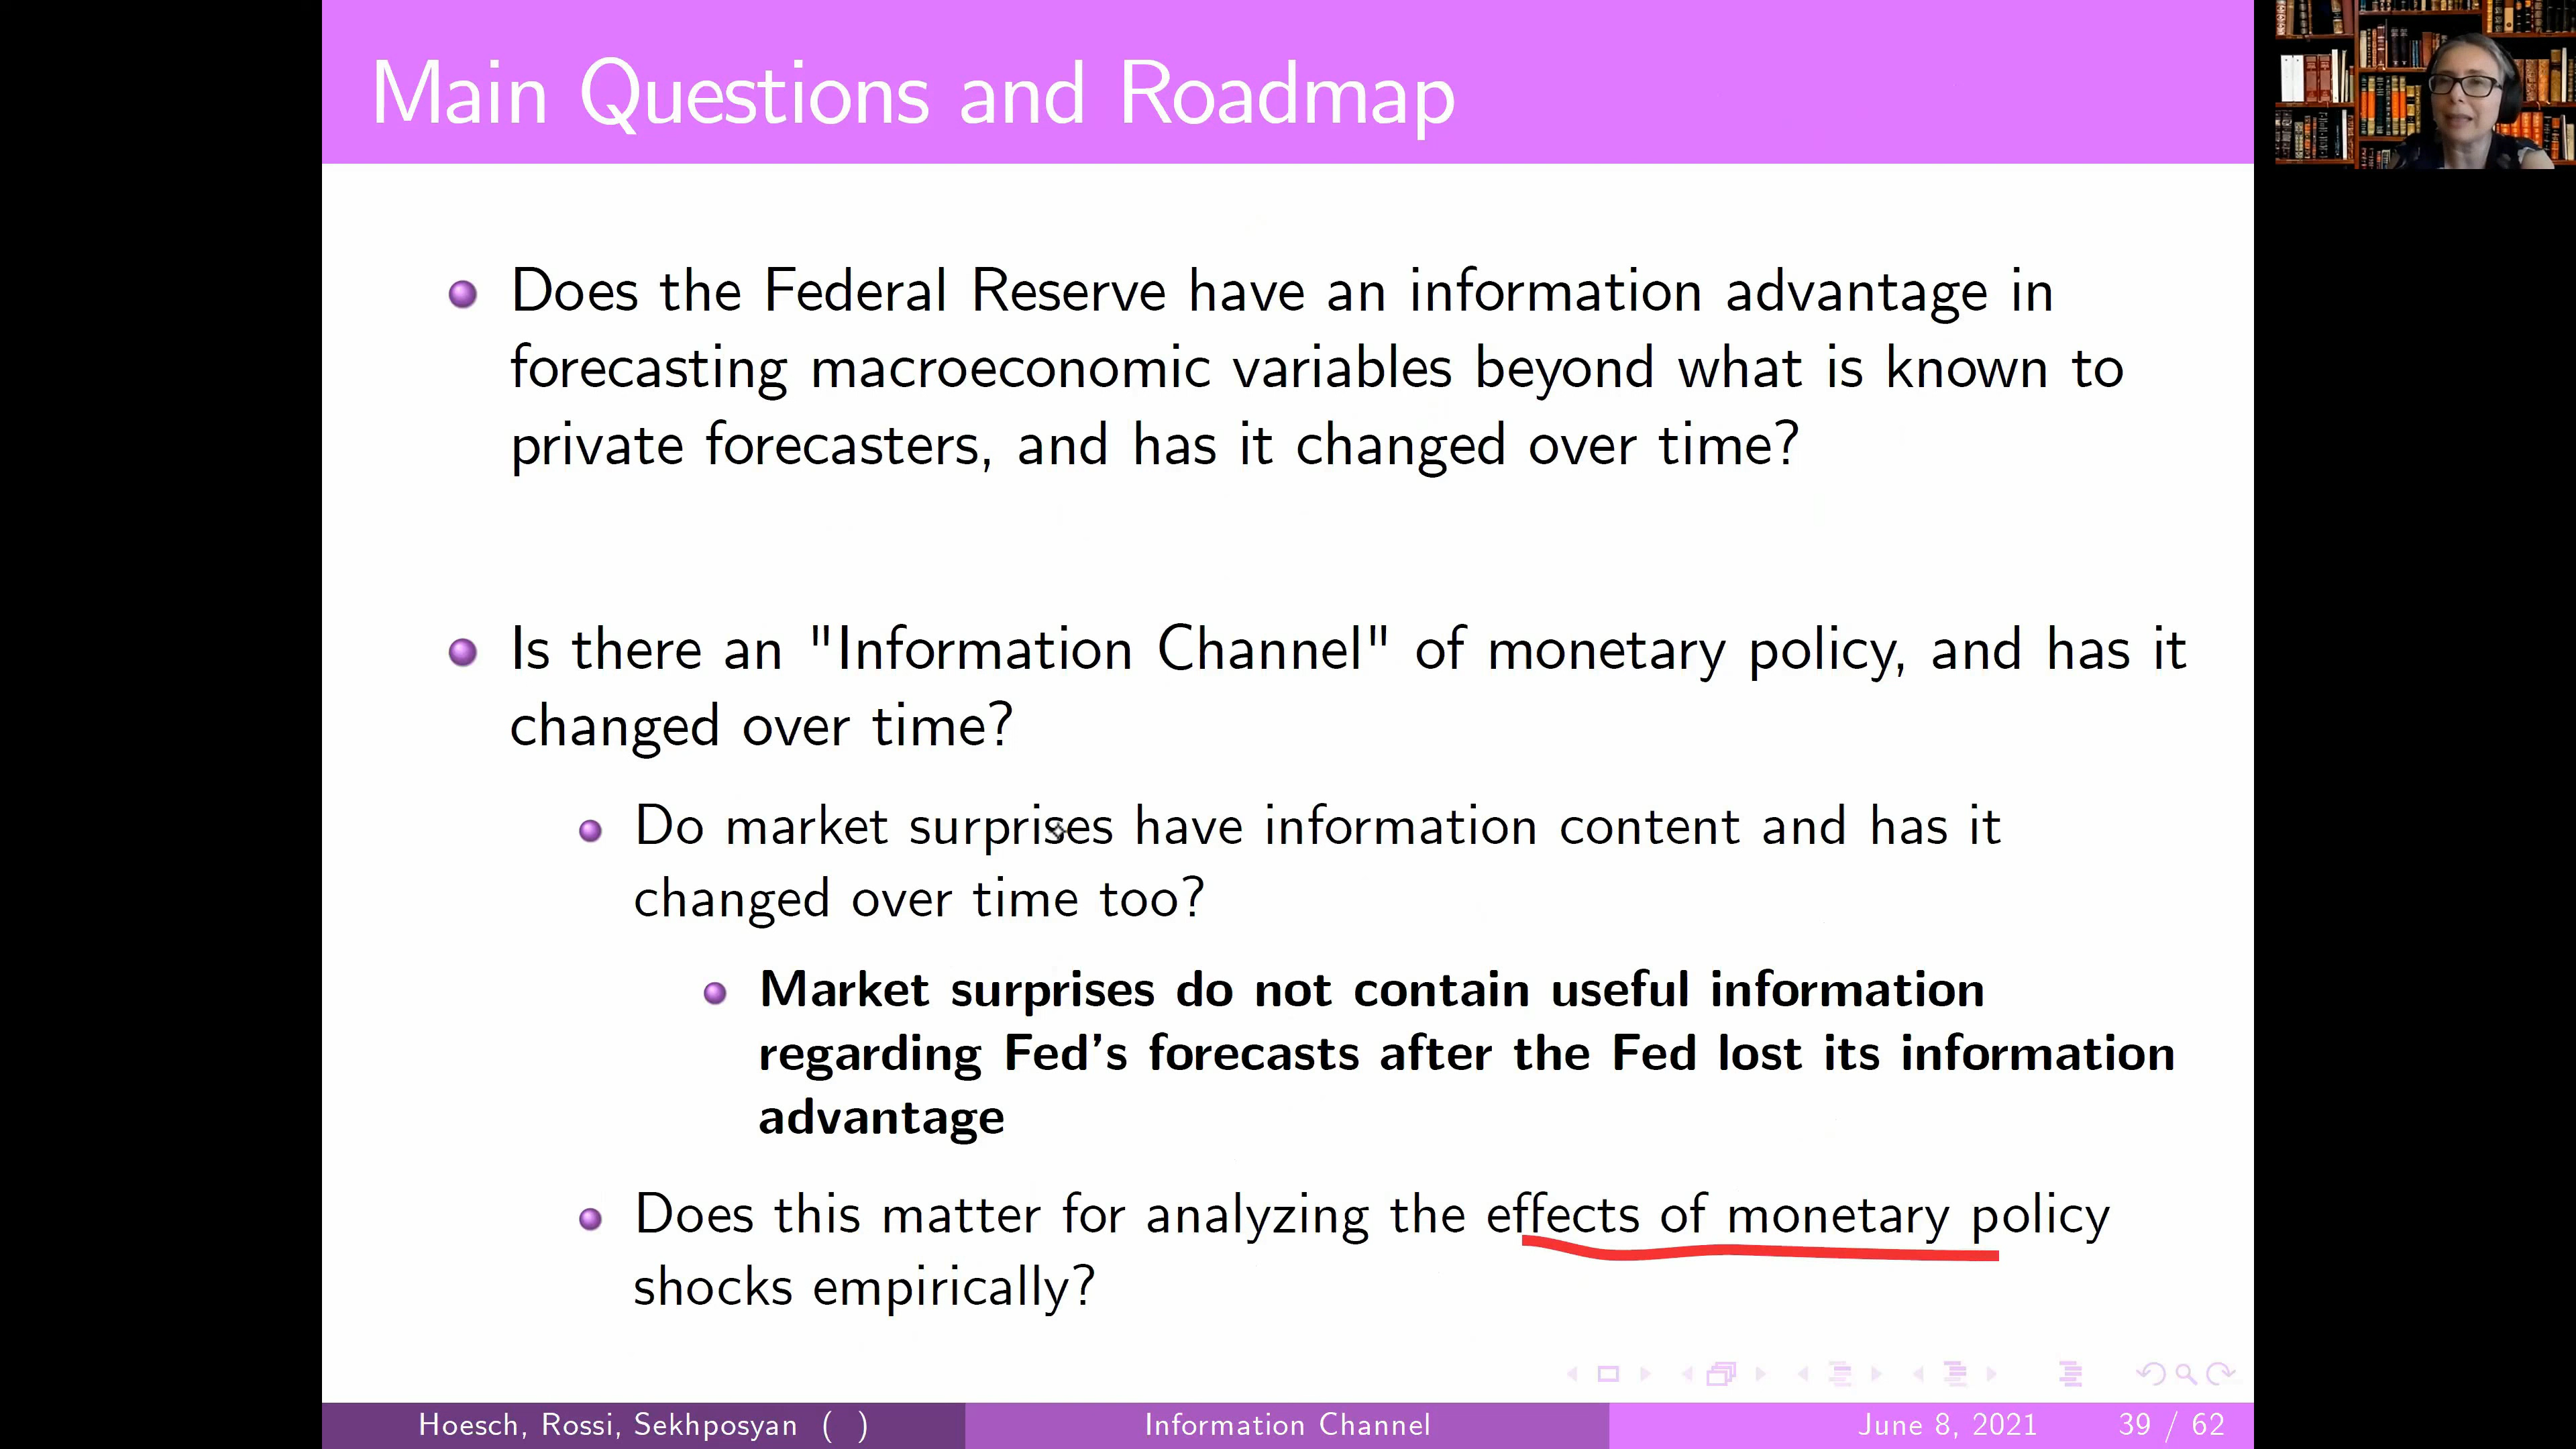 Main Questions and Roadmap
Does the Federal Reserve have an information advantage in
forecasting macroeconomic variables beyond what is known to
private forecasters, and has it changed over time?
Is there an "Information Channel" of monetary policy, and has it
changed over time?
Do market surprises have information content and has it
changed over time too?
Market surprises do not contain useful information
regarding Fed's forecasts after the Fed lost its information
advantage
Does this matter for analyzing the effects of monetary policy
shocks empirically?
Hoesch, Rossi, Sekhposyan ( ) Information Channel June 8, 2021 39 / 62